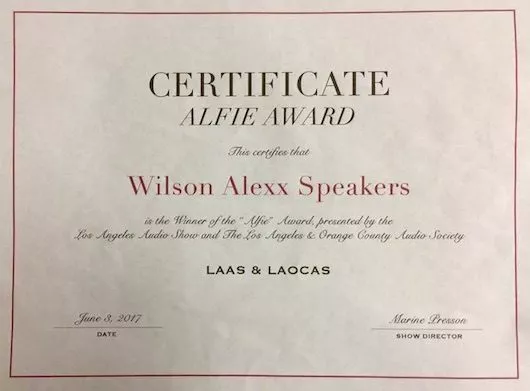 CERTIFICATE
ALFIE AWARD
This certifies that
Wilson Alexx Speakers
is the Winner of the "Alfie" Award, presented by the
Los Angeles Audio Show and The Los Angeles & Orange County Audio Society
LAAS & LAOCAS
June 3, 2017
DATE
Marine Presson
SHOW DIRECTOR